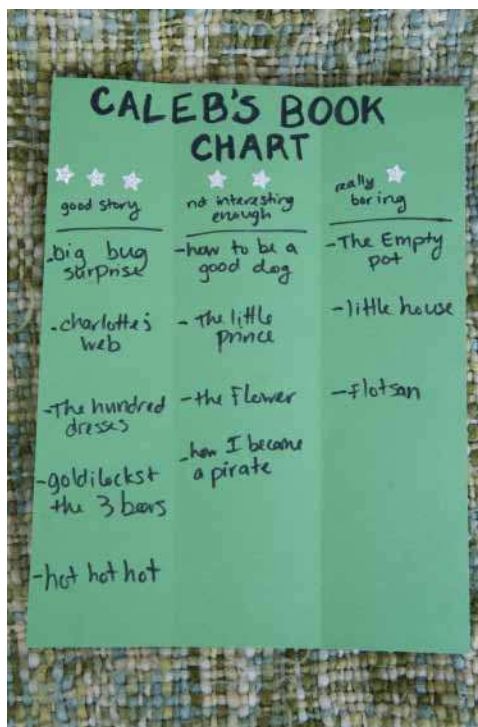 CALEB'S BOOK
CHART
good story
-big bug
surprise
-charlotte's
web
-The hundred
dresses
-goldilocks+
the 3 bears
-hot hot hot
not interesting
enough
-how to be a
good dog
-The little
prince
-the Flower
-how I became
a pirate
really
boring
-The Empty
pot
-little house
-Flotsan